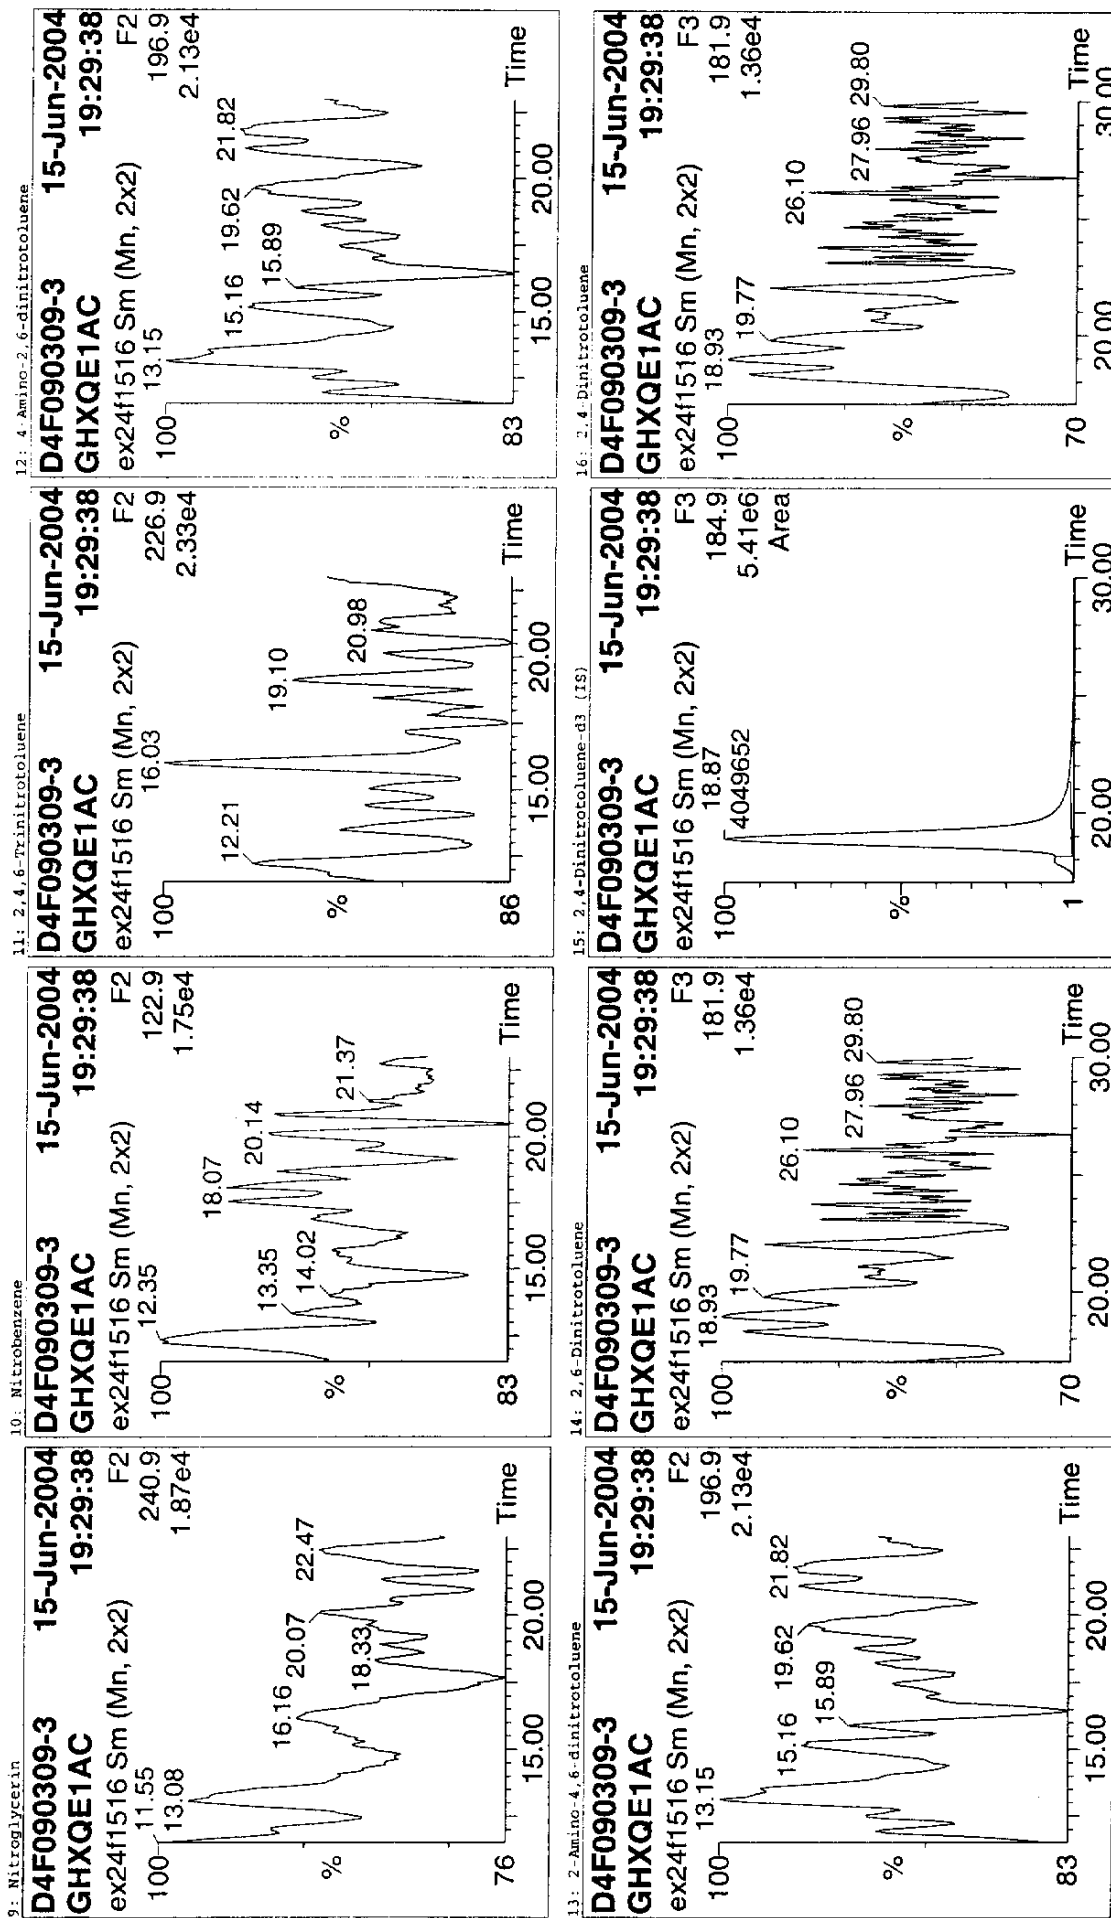 9: Nitroglycerin
D4F090309-3 15-Jun-2004
GHXQE1AC 19:29:38
ex24f1516 Sm (Mn, 2x2) F2
240.9
1.87e4
100
11.55
13.08
16.16
20.07
18.33
22.47
%
76
15.00 20.00 Time
10: Nitrobenzene
D4F090309-3 15-Jun-2004
GHXQE1AC 19:29:38
ex24f1516 Sm (Mn, 2x2) F2
122.9
1.75e4
100
12.35
13.35
14.02
18.07
20.14
21.37
%
83
15.00 20.00 Time
11: 2,4,6-Trinitrotoluene
D4F090309-3 15-Jun-2004
GHXQE1AC 19:29:38
ex24f1516 Sm (Mn, 2x2) F2
226.9
2.33e4
100
12.21
16.03
19.10
20.98
%
86
15.00 20.00 Time
12: 4-Amino-2,6-dinitrotoluene
D4F090309-3 15-Jun-2004
GHXQE1AC 19:29:38
ex24f1516 Sm (Mn, 2x2) F2
196.9
2.13e4
100
13.15
15.16
15.89
19.62
21.82
%
83
15.00 20.00 Time
13: 2-Amino-4,6-dinitrotoluene
D4F090309-3 15-Jun-2004
GHXQE1AC 19:29:38
ex24f1516 Sm (Mn, 2x2) F2
196.9
2.13e4
100
13.15
15.16
15.89
19.62
21.82
%
83
15.00 20.00 Time
14: 2,6-Dinitrotoluene
D4F090309-3 15-Jun-2004
GHXQE1AC 19:29:38
ex24f1516 Sm (Mn, 2x2) F3
181.9
1.36e4
100
18.93
19.77
26.10
27.96 29.80
%
70
20.00 30.00 Time
15: 2,4-Dinitrotoluene-d3 (IS)
D4F090309-3 15-Jun-2004
GHXQE1AC 19:29:38
ex24f1516 Sm (Mn, 2x2) F3
184.9
5.41e6
Area
100
18.87
4049652
%
1
20.00 30.00 Time
16: 2,4-Dinitrotoluene
D4F090309-3 15-Jun-2004
GHXQE1AC 19:29:38
ex24f1516 Sm (Mn, 2x2) F3
181.9
1.36e4
100
18.93
19.77
26.10
27.96 29.80
%
70
20.00 30.00 Time